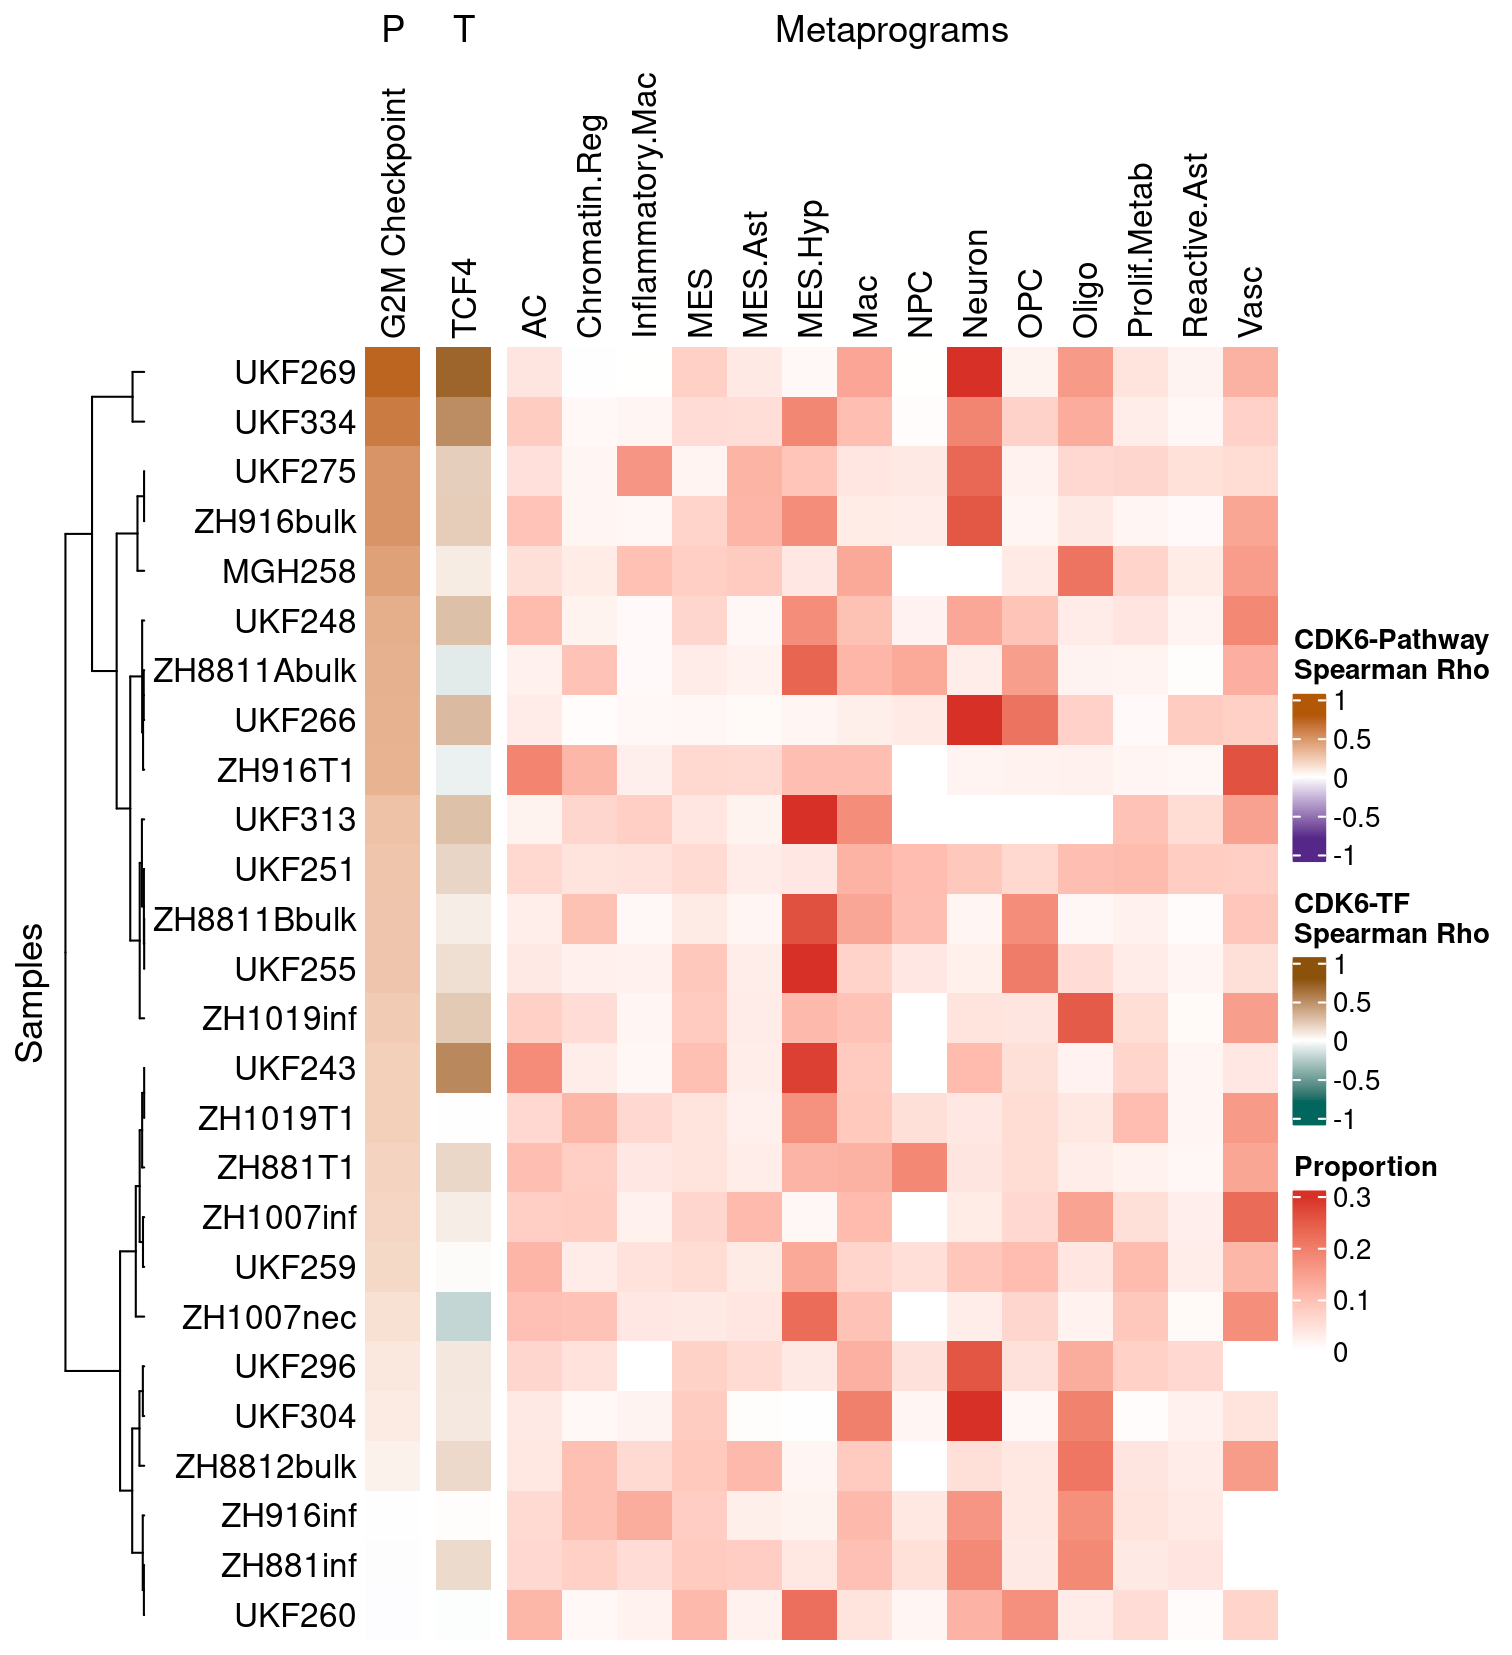 P T Metaprograms
G2M Checkpoint
TCF4
AC
Chromatin.Reg
Inflammatory.Mac
MES
MES.Ast
MES.Hyp
Mac
NPC
Neuron
OPC
Oligo
Prolif.Metab
Reactive.Ast
Vasc
Samples
UKF269
UKF334
UKF275
ZH916bulk
MGH258
UKF248
ZH8811Abulk
UKF266
ZH916T1
UKF313
UKF251
ZH8811Bbulk
UKF255
ZH1019inf
UKF243
ZH1019T1
ZH881T1
ZH1007inf
UKF259
ZH1007nec
UKF296
UKF304
ZH8812bulk
ZH916inf
ZH881inf
UKF260
CDK6-Pathway
Spearman Rho
1
0.5
0
-0.5
-1
CDK6-TF
Spearman Rho
1
0.5
0
-0.5
-1
Proportion
0.3
0.2
0.1
0